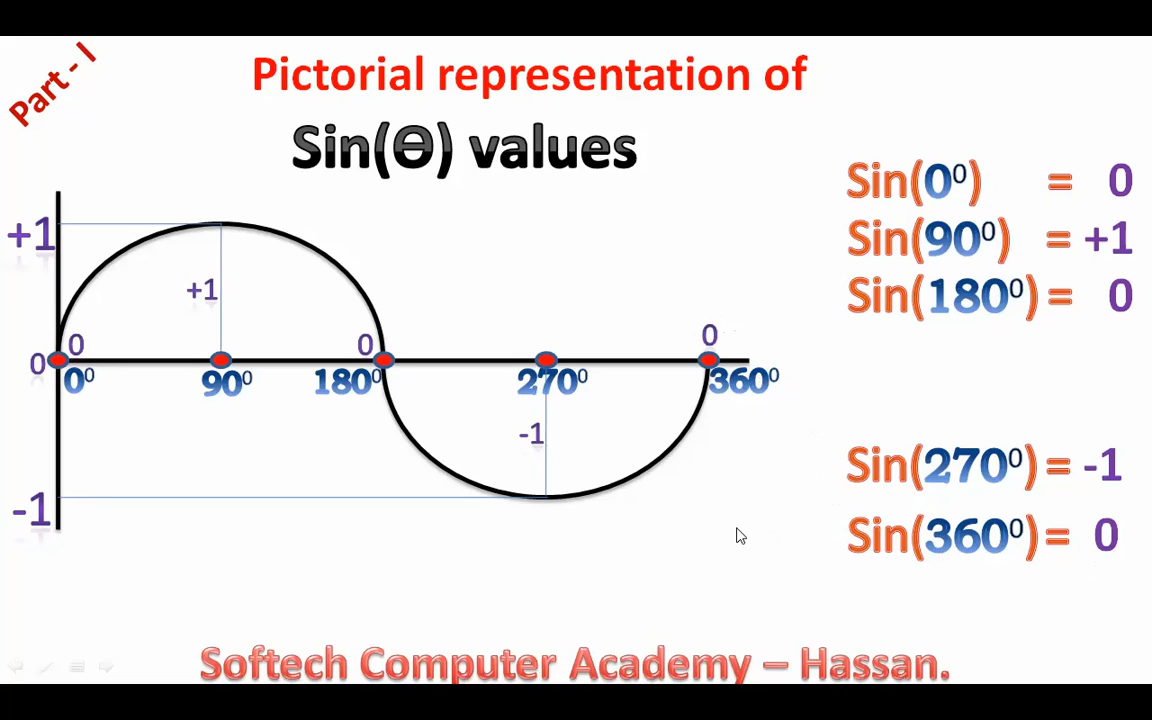 Part - I
Pictorial representation of
Sin(Ө) values
+1
+1
0
0
0
0
0⁰
90⁰
180⁰
270⁰
360⁰
-1
-1
Sin(0⁰) = 0
Sin(90⁰) = +1
Sin(180⁰) = 0
Sin(270⁰) = -1
Sin(360⁰) = 0
Softech Computer Academy – Hassan.